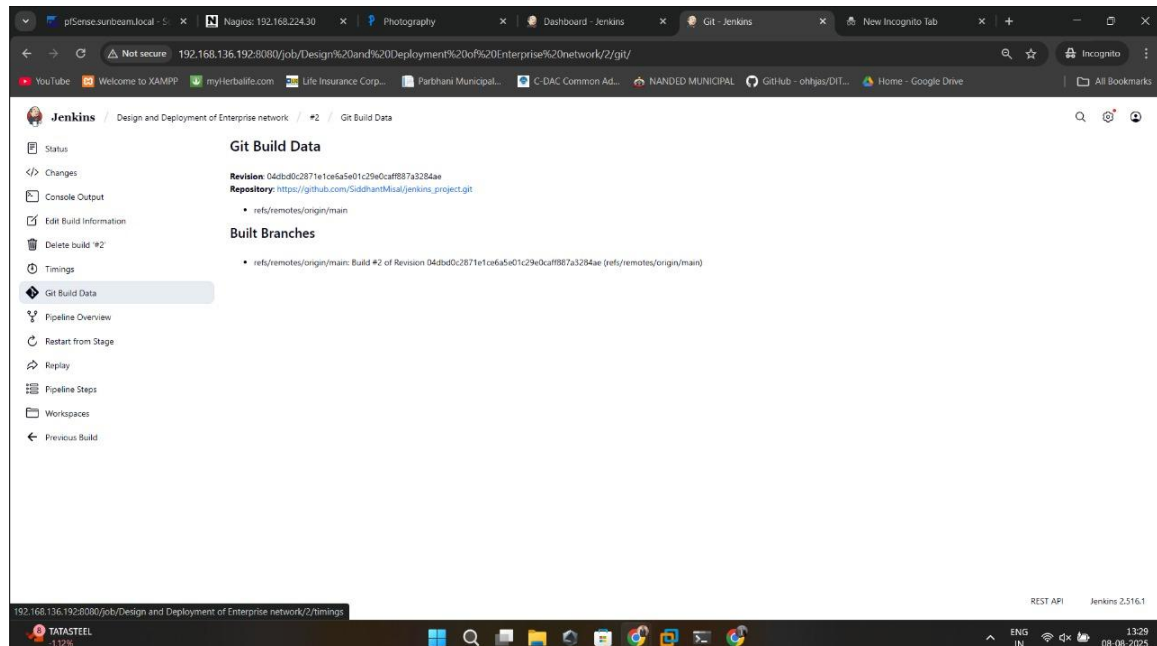 pfSense.sunbeam.local - S
Nagios: 192.168.224.30
Photography
Dashboard - Jenkins
Git - Jenkins
New Incognito Tab
Not secure 192.168.136.192:8080/job/Design%20and%20Deployment%20of%20Enterprise%20network/2/git/
Incognito
YouTube
Welcome to XAMPP
myHerbalife.com
Life Insurance Corp...
Parbhani Municipal...
C-DAC Common Ad...
NANDED MUNICIPAL
GitHub - ohhjas/DIT...
Home - Google Drive
All Bookmarks
Jenkins / Design and Deployment of Enterprise network / #2 / Git Build Data
Status
Changes
Console Output
Edit Build Information
Delete build '#2'
Timings
Git Build Data
Pipeline Overview
Restart from Stage
Replay
Pipeline Steps
Workspaces
Previous Build
Git Build Data
Revision: 04dbd0c2871e1ce6a5e01c29e0caff887a3284ae
Repository: https://github.com/SiddhantMisal/jenkins_project.git
• refs/remotes/origin/main
Built Branches
• refs/remotes/origin/main: Build #2 of Revision 04dbd0c2871e1ce6a5e01c29e0caff887a3284ae (refs/remotes/origin/main)
REST API
Jenkins 2.516.1
192.168.136.192:8080/job/Design and Deployment of Enterprise network/2/timings
8
TATASTEEL
-1.12%
ENG
IN
13:29
08-08-2025